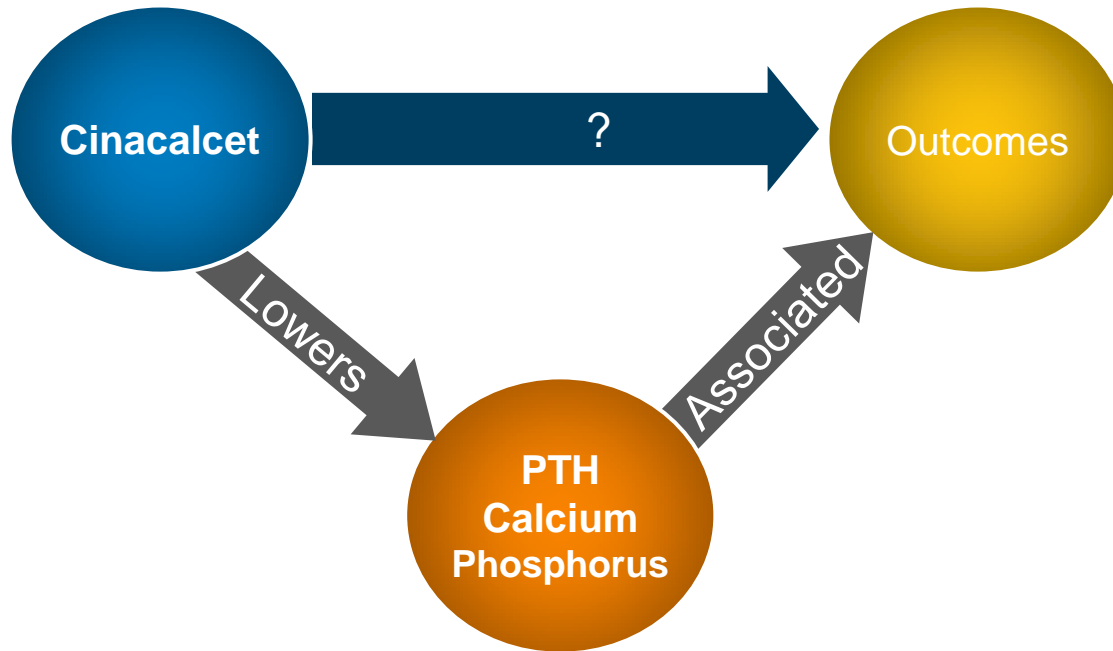 Cinacalcet
?
Outcomes
Lowers
Associated
PTH
Calcium
Phosphorus